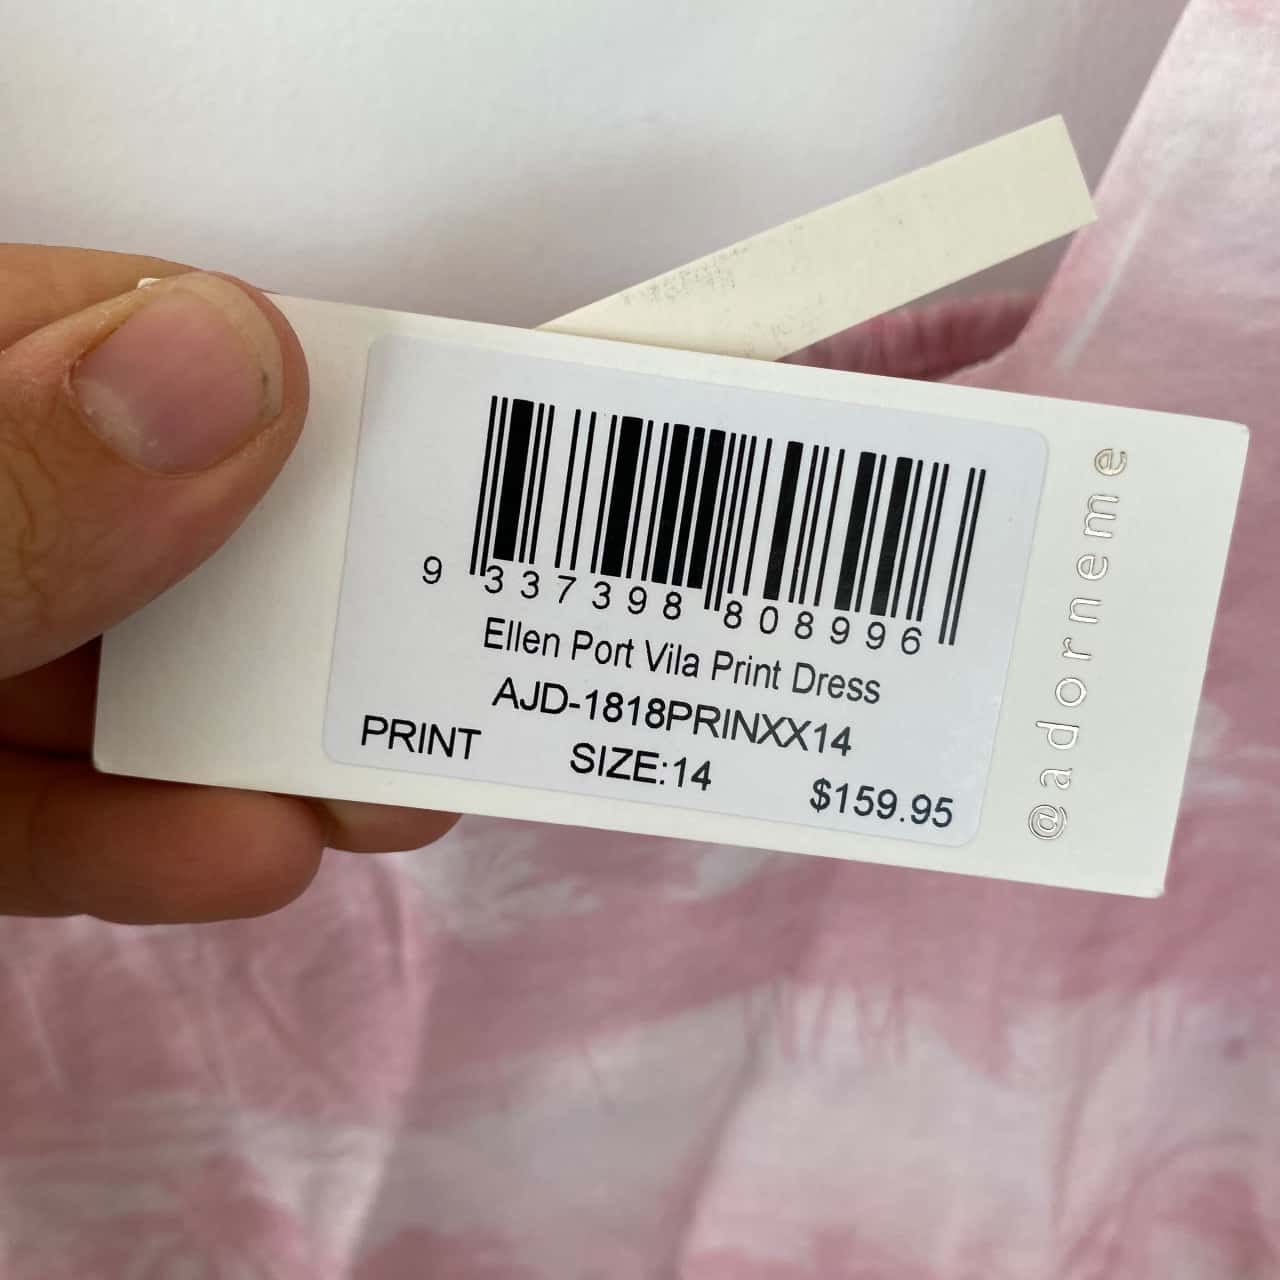 9 337398 808996
Ellen Port Vila Print Dress
AJD-1818PRINXX14
PRINT SIZE:14 $159.95
@adorneme